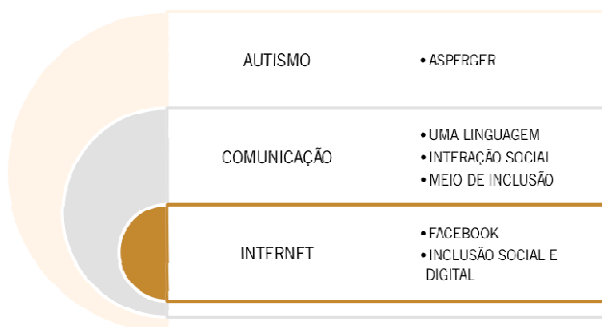 AUTISMO
• ASPERGER
COMUNICAÇÃO
• UMA LINGUAGEM
• INTERAÇÃO SOCIAL
• MEIO DE INCLUSÃO
INTERNET
• FACEBOOK
• INCLUSÃO SOCIAL E
DIGITAL